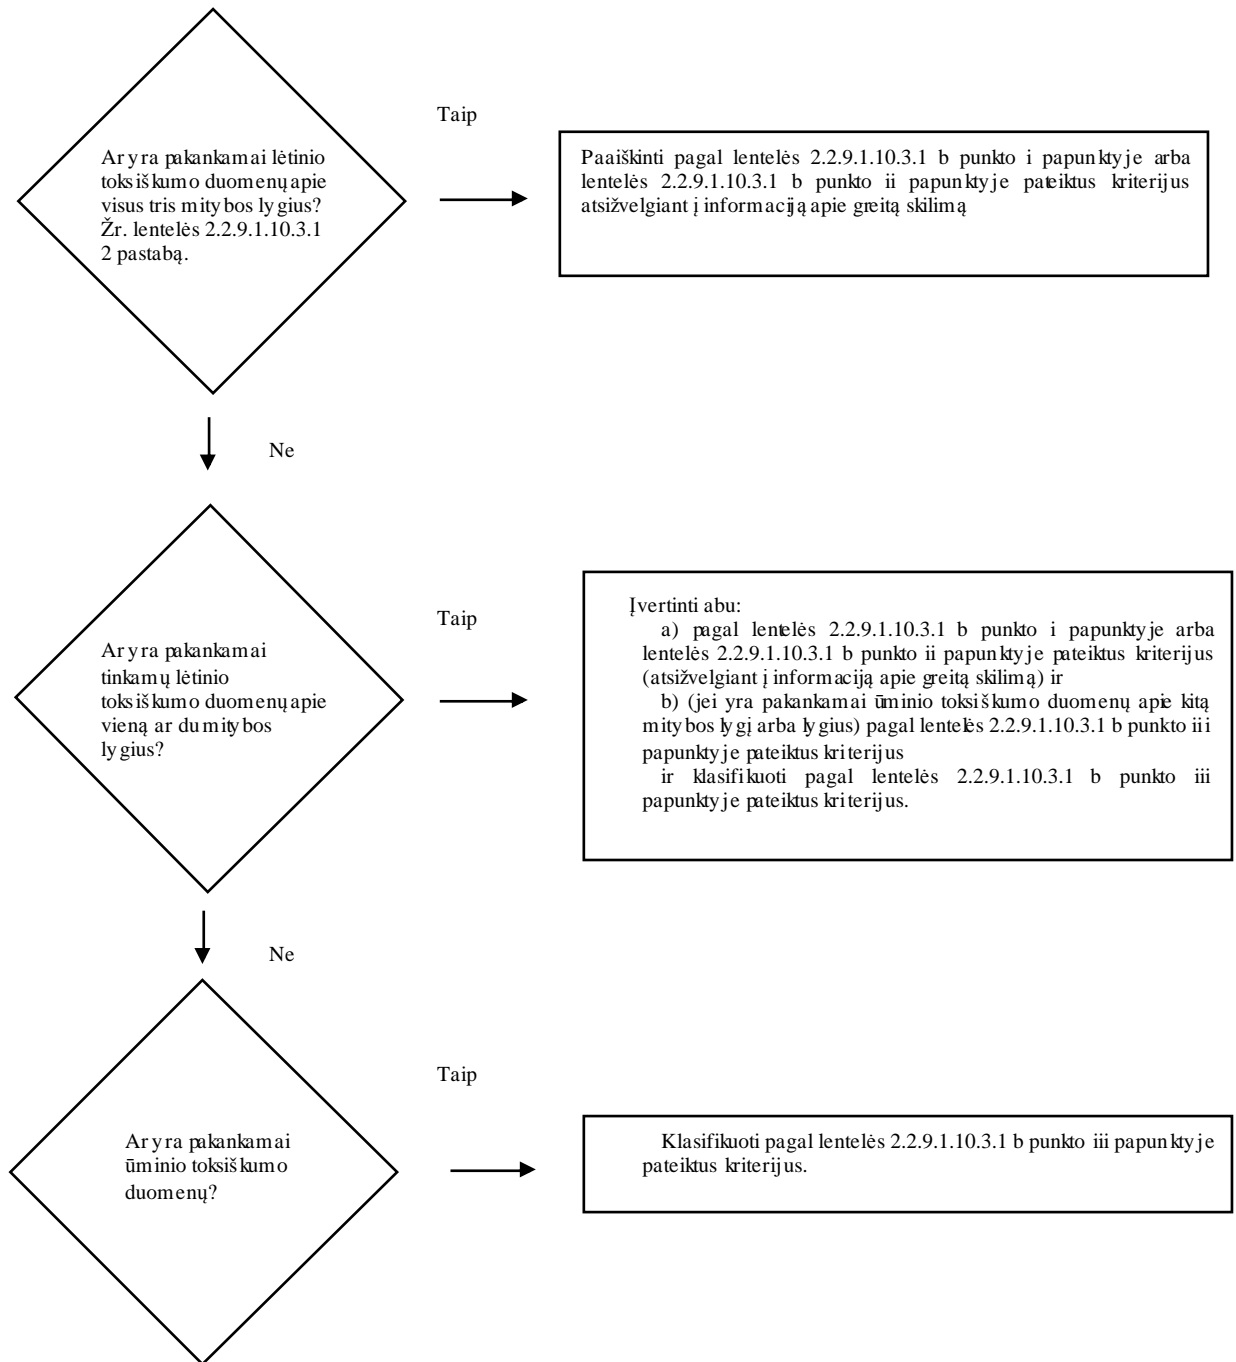 Taip
Ar yra pakankamai lėtinio
toksiškumo duomenų apie
visus tris mitybos lygius?
Žr. lentelės 2.2.9.1.10.3.1
2 pastabą.
Paaiškinti pagal lentelės 2.2.9.1.10.3.1 b punkto i papunktyje arba
lentelės 2.2.9.1.10.3.1 b punkto ii papunktyje pateiktus kriterijus
atsižvelgiant į informaciją apie greitą skilimą
Ne
Taip
Ar yra pakankamai
tinkamų lėtinio
toksiškumo duomenų apie
vieną ar du mitybos
lygius?
Įvertinti abu:
a) pagal lentelės 2.2.9.1.10.3.1 b punkto i papunktyje arba
lentelės 2.2.9.1.10.3.1 b punkto ii papunktyje pateiktus kriterijus
(atsižvelgiant į informaciją apie greitą skilimą) ir
b) (jei yra pakankamai ūminio toksiškumo duomenų apie kitą
mitybos lygį arba lygius) pagal lentelės 2.2.9.1.10.3.1 b punkto iii
papunktyje pateiktus kriterijus
ir klasifikuoti pagal lentelės 2.2.9.1.10.3.1 b punkto iii
papunktyje pateiktus kriterijus.
Ne
Taip
Ar yra pakankamai
ūminio toksiškumo
duomenų?
Klasifikuoti pagal lentelės 2.2.9.1.10.3.1 b punkto iii papunktyje
pateiktus kriterijus.